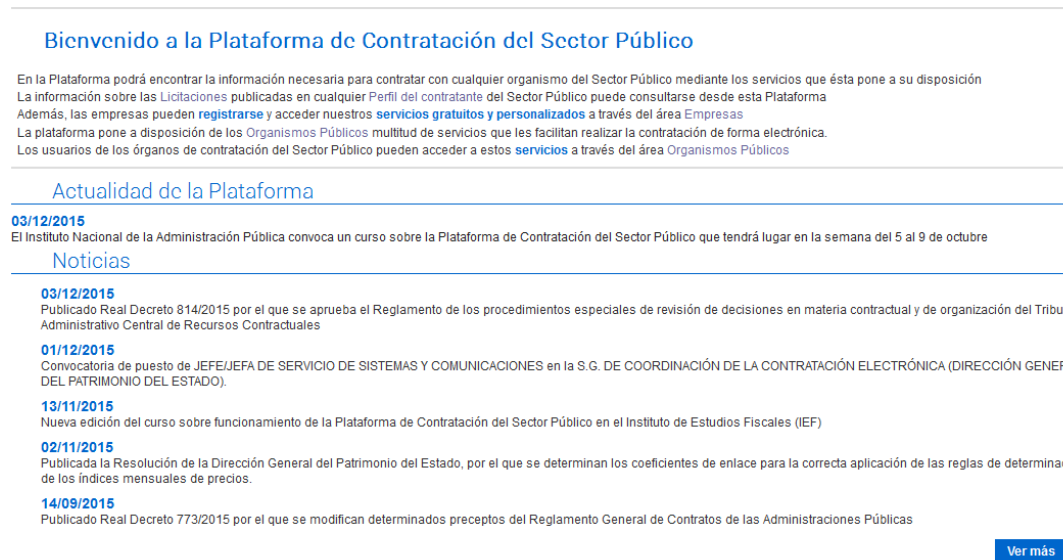 Bienvenido a la Plataforma de Contratación del Sector Público
En la Plataforma podrá encontrar la información necesaria para contratar con cualquier organismo del Sector Público mediante los servicios que ésta pone a su disposición
La información sobre las Licitaciones publicadas en cualquier Perfil del contratante del Sector Público puede consultarse desde esta Plataforma
Además, las empresas pueden registrarse y acceder nuestros servicios gratuitos y personalizados a través del área Empresas
La plataforma pone a disposición de los Organismos Públicos multitud de servicios que les facilitan realizar la contratación de forma electrónica.
Los usuarios de los órganos de contratación del Sector Público pueden acceder a estos servicios a través del área Organismos Públicos
Actualidad de la Plataforma
03/12/2015
El Instituto Nacional de la Administración Pública convoca un curso sobre la Plataforma de Contratación del Sector Público que tendrá lugar en la semana del 5 al 9 de octubre
Noticias
03/12/2015
Publicado Real Decreto 814/2015 por el que se aprueba el Reglamento de los procedimientos especiales de revisión de decisiones en materia contractual y de organización del Tribu
Administrativo Central de Recursos Contractuales
01/12/2015
Convocatoria de puesto de JEFE/JEFA DE SERVICIO DE SISTEMAS Y COMUNICACIONES en la S.G. DE COORDINACIÓN DE LA CONTRATACIÓN ELECTRÓNICA (DIRECCIÓN GENER
DEL PATRIMONIO DEL ESTADO).
13/11/2015
Nueva edición del curso sobre funcionamiento de la Plataforma de Contratación del Sector Público en el Instituto de Estudios Fiscales (IEF)
02/11/2015
Publicada la Resolución de la Dirección General del Patrimonio del Estado, por el que se determinan los coeficientes de enlace para la correcta aplicación de las reglas de determina
de los índices mensuales de precios.
14/09/2015
Publicado Real Decreto 773/2015 por el que se modifican determinados preceptos del Reglamento General de Contratos de las Administraciones Públicas
Ver más